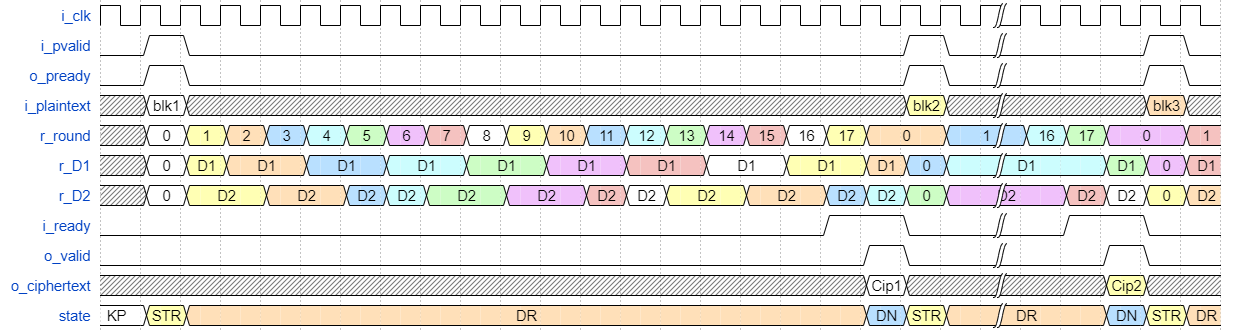 i_clk
i_pvalid
o_pready
i_plaintext blk1 blk2 blk3
r_round 0 1 2 3 4 5 6 7 8 9 10 11 12 13 14 15 16 17 0 1 16 17 0 1
r_D1 0 D1 D1 D1 D1 D1 D1 D1 D1 D1 D1 0 D1 D1 0 D1
r_D2 0 D2 D2 D2 D2 D2 D2 D2 D2 D2 D2 D2 D2 0 D2 D2 D2 0 D2
i_ready
o_valid
o_ciphertext Cip1 Cip2
state KP STR DR DN STR DR DN STR DR